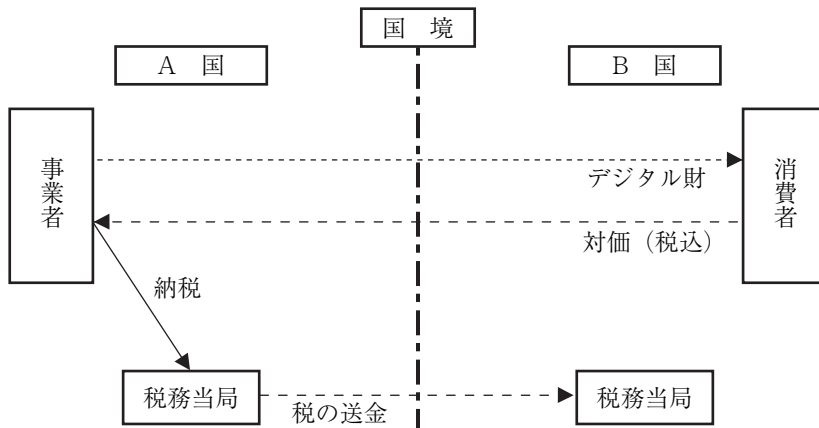 国 境
A 国
B 国
事業者
消費者
デジタル財
対価（税込）
納税
税務当局
税の送金
税務当局